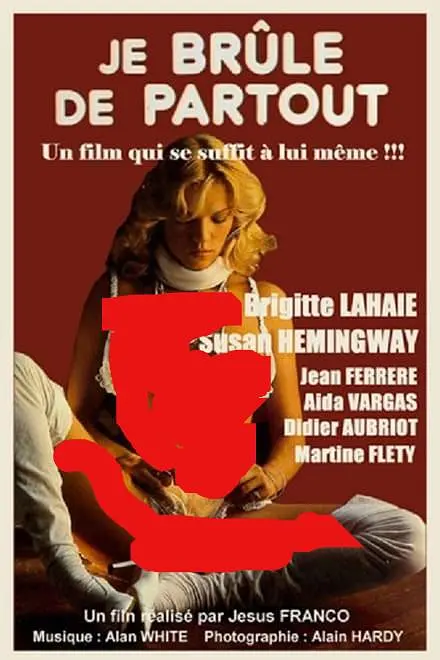 JE BRÛLE
DE PARTOUT
Un film qui se suffit à lui même !!!
Brigitte LAHAIE
Susan HEMINGWAY
Jean FERRERE
Aida VARGAS
Didier AUBRIOT
Martine FLETY
Un film réalisé par Jesus FRANCO
Musique : Alan WHITE Photographie : Alain HARDY